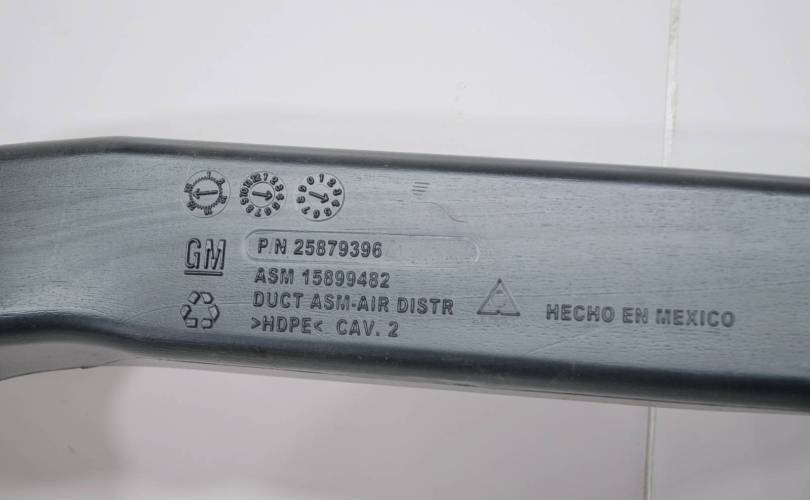 GM
P/N 25879396
ASM 15899482
DUCT ASM-AIR DISTR
>HDPE< CAV. 2
HECHO EN MEXICO